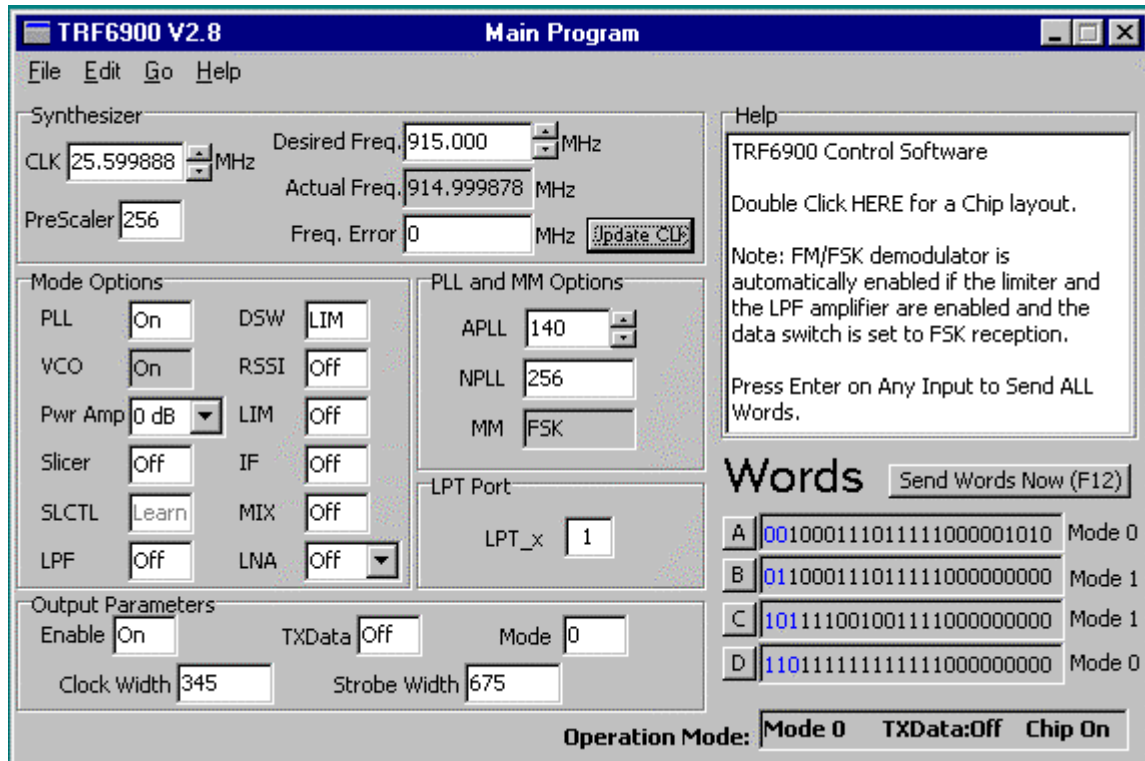 TRF6900 V2.8 Main Program
File Edit Go Help
Synthesizer
CLK 25.599888 MHz
Desired Freq. 915.000 MHz
Actual Freq. 914.999878 MHz
PreScaler 256
Freq. Error 0 MHz Update CLK
Mode Options
PLL On DSW LIM
VCO On RSSI Off
Pwr Amp 0 dB LIM Off
Slicer Off IF Off
SLCTL Learn MIX Off
LPF Off LNA Off
PLL and MM Options
APLL 140
NPLL 256
MM FSK
LPT Port
LPT_x 1
Output Parameters
Enable On TXData Off Mode 0
Clock Width 345 Strobe Width 675
Help
TRF6900 Control Software
Double Click HERE for a Chip layout.
Note: FM/FSK demodulator is
automatically enabled if the limiter and
the LPF amplifier are enabled and the
data switch is set to FSK reception.
Press Enter on Any Input to Send ALL
Words.
Words Send Words Now (F12)
A 001000111011111000001010 Mode 0
B 011000111011111000000000 Mode 1
C 101111001001111000000000 Mode 1
D 110111111111111000000000 Mode 0
Operation Mode: Mode 0 TXData:Off Chip On